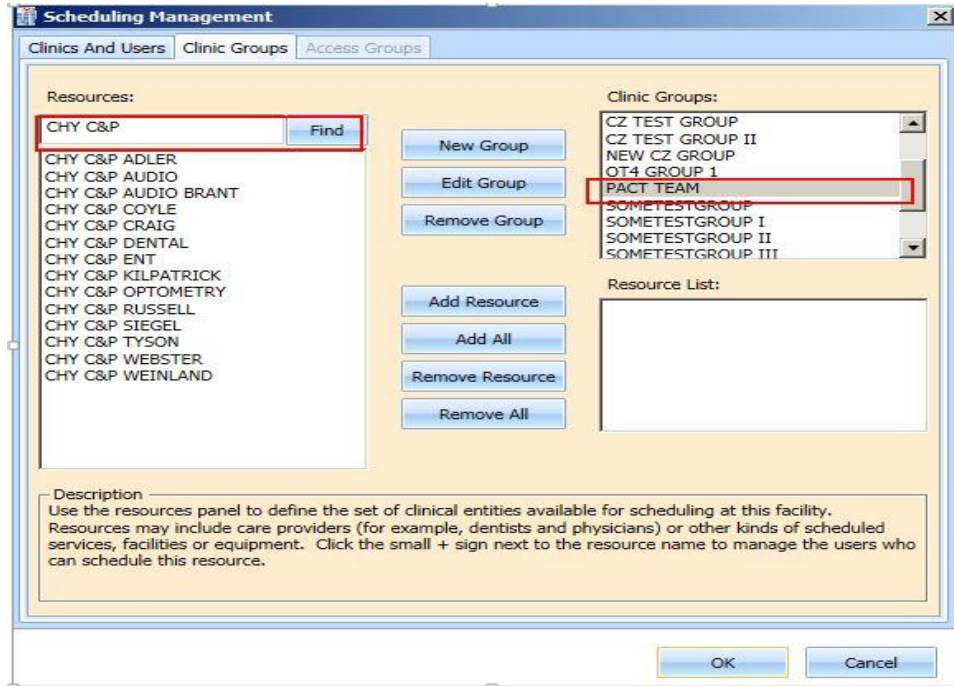 Scheduling Management
Clinics And Users
Clinic Groups
Access Groups
Resources:
CHY C&P
Find
CHY C&P ADLER
CHY C&P AUDIO
CHY C&P AUDIO BRANT
CHY C&P COYLE
CHY C&P CRAIG
CHY C&P DENTAL
CHY C&P ENT
CHY C&P KILPATRICK
CHY C&P OPTOMETRY
CHY C&P RUSSELL
CHY C&P SIEGEL
CHY C&P TYSON
CHY C&P WEBSTER
CHY C&P WEINLAND
New Group
Edit Group
Remove Group
Add Resource
Add All
Remove Resource
Remove All
Clinic Groups:
CZ TEST GROUP
CZ TEST GROUP II
NEW CZ GROUP
OT4 GROUP 1
PACT TEAM
SOMETESTGROUP
SOMETESTGROUP I
SOMETESTGROUP II
SOMETESTGROUP III
Resource List:
Description
Use the resources panel to define the set of clinical entities available for scheduling at this facility.
Resources may include care providers (for example, dentists and physicians) or other kinds of scheduled
services, facilities or equipment.  Click the small + sign next to the resource name to manage the users who
can schedule this resource.
OK
Cancel